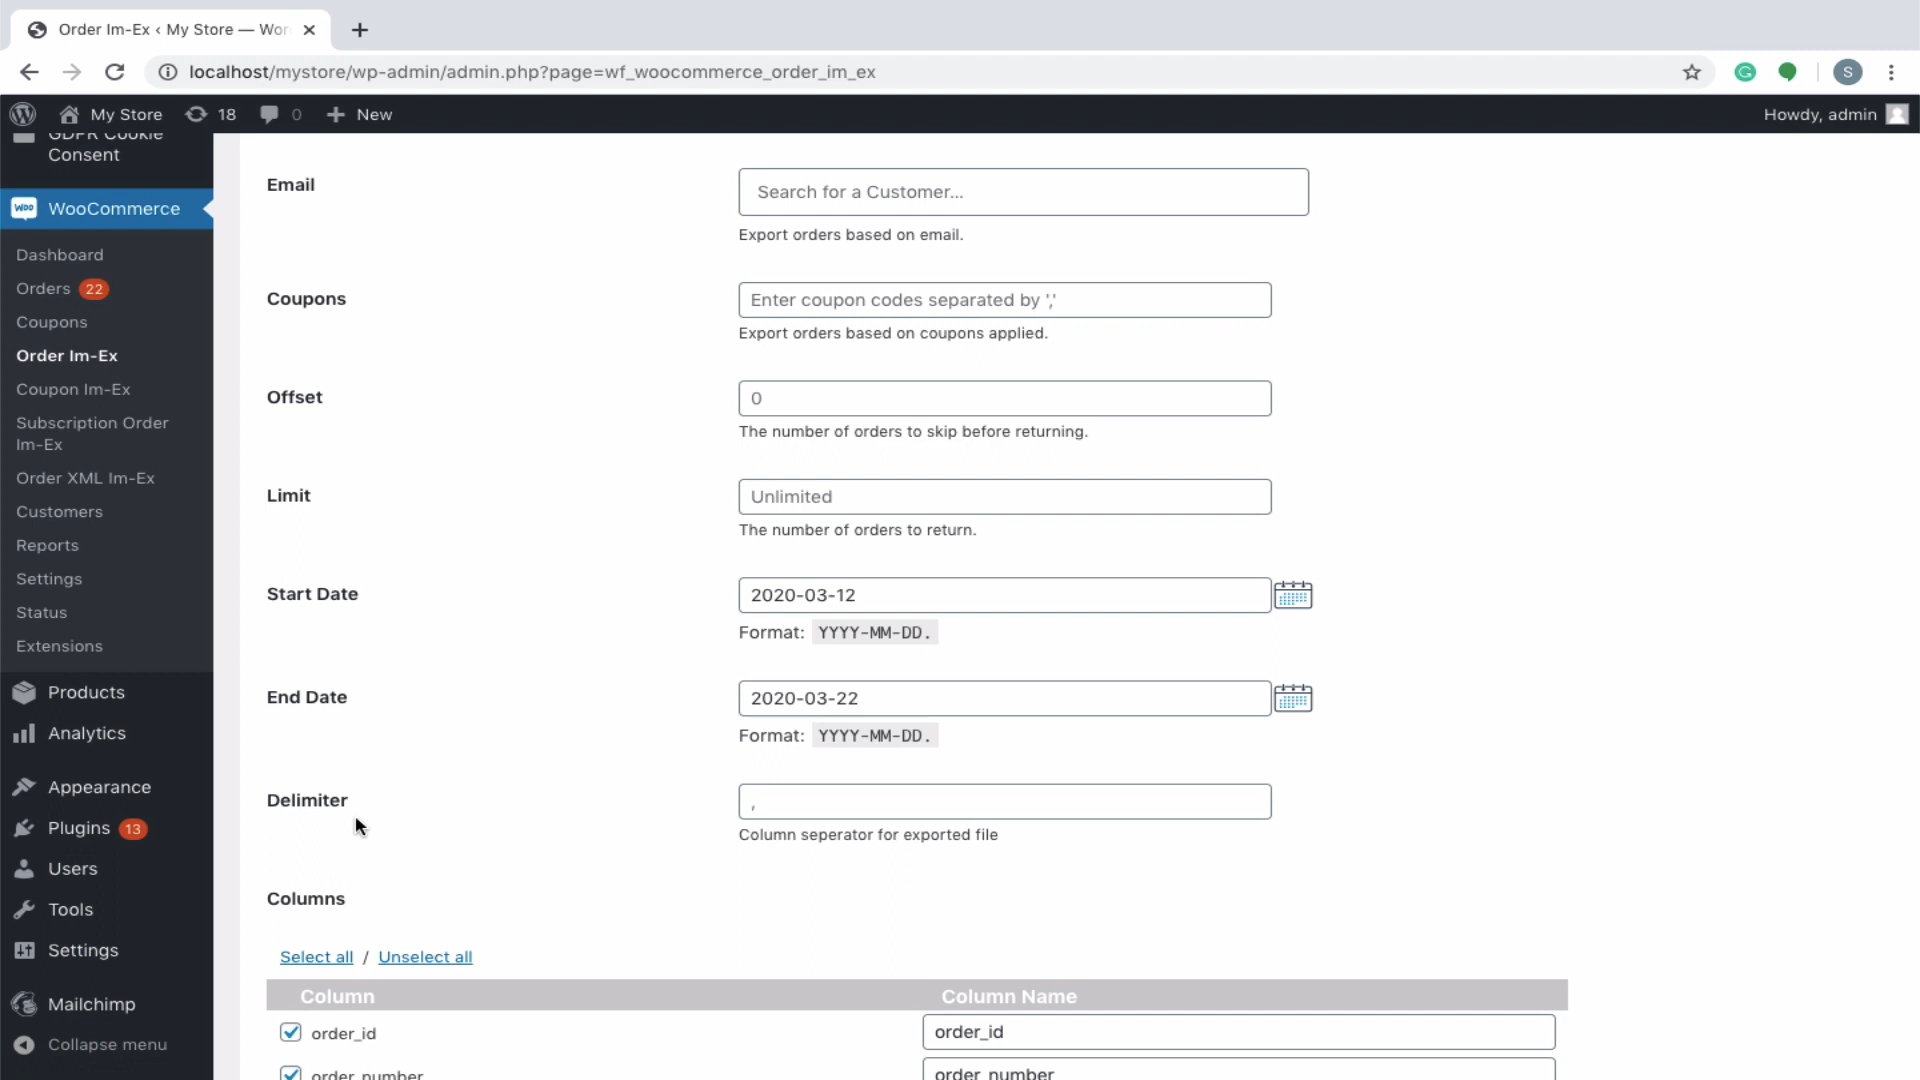 Order Im-Ex ‹ My Store — Wor
localhost/mystore/wp-admin/admin.php?page=wf_woocommerce_order_im_ex
S
My Store 18 0 New
Howdy, admin
GDPR Cookie
Consent
Woo WooCommerce
Dashboard
Orders 22
Coupons
Order Im-Ex
Coupon Im-Ex
Subscription Order
Im-Ex
Order XML Im-Ex
Customers
Reports
Settings
Status
Extensions
Products
Analytics
Appearance
Plugins 13
Users
Tools
Settings
Mailchimp
Collapse menu
Email
Search for a Customer...
Export orders based on email.
Coupons
Enter coupon codes separated by ','
Export orders based on coupons applied.
Offset
0
The number of orders to skip before returning.
Limit
Unlimited
The number of orders to return.
Start Date
2020-03-12
Format: YYYY-MM-DD.
End Date
2020-03-22
Format: YYYY-MM-DD.
Delimiter
,
Column seperator for exported file
Columns
Select all / Unselect all
Column Column Name
order_id order_id
order_number order_number